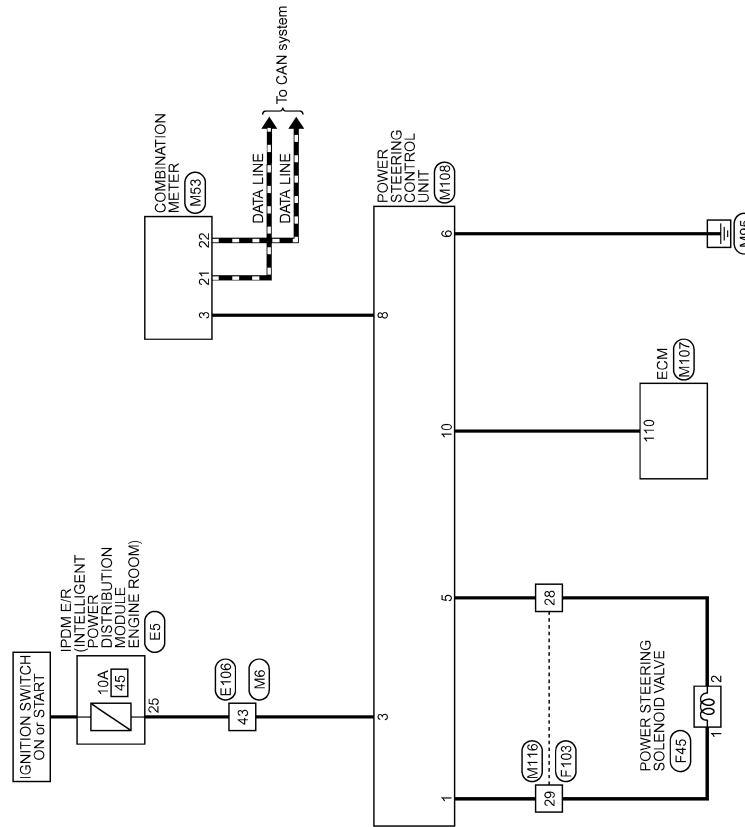 IGNITION SWITCH
ON or START
IPDM E/R
(INTELLIGENT
POWER
DISTRIBUTION
MODULE
ENGINE ROOM)
E5
10A
45
25
E106
M6
43
3
COMBINATION
METER
M53
3
21
22
DATA LINE
DATA LINE
To CAN system
8
POWER
STEERING
CONTROL
UNIT
M108
1
5
10
6
M116
F103
29
28
POWER STEERING
SOLENOID VALVE
F45
1
2
110
ECM
M107
M95